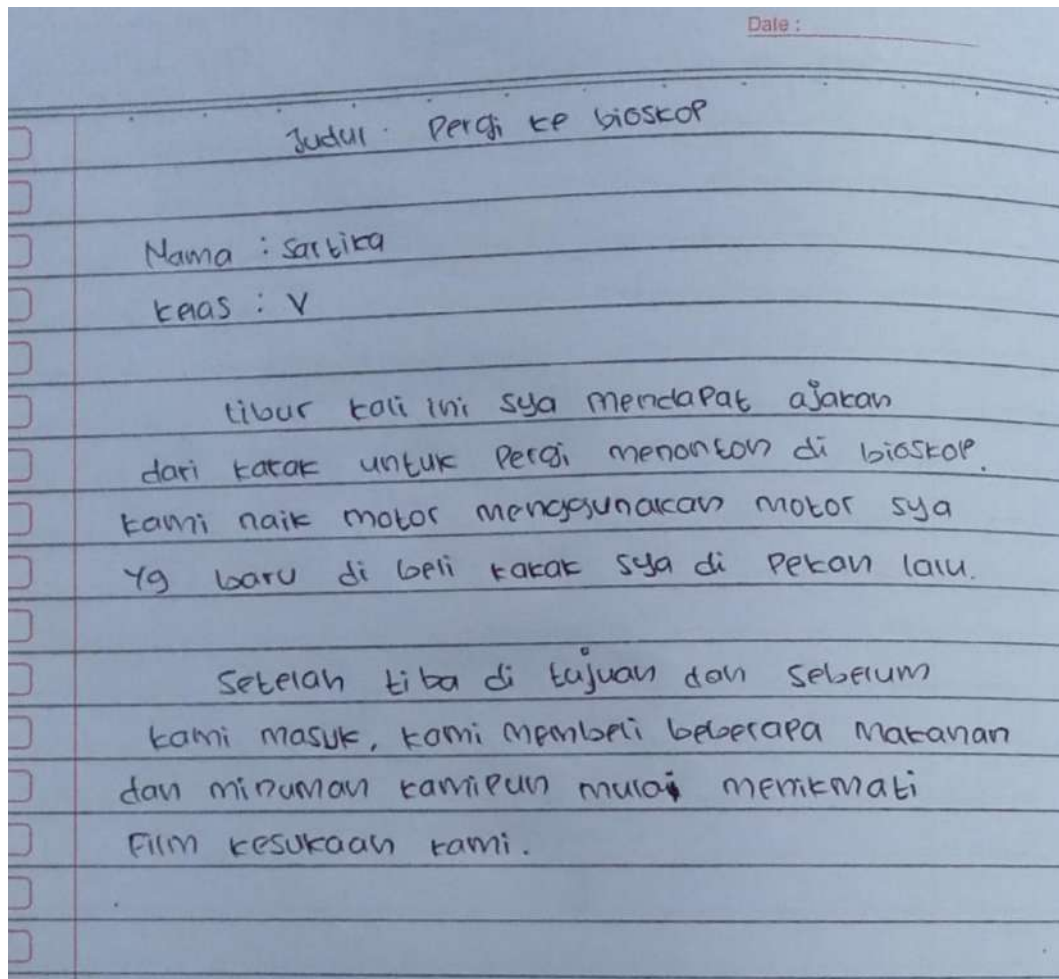 Date :
Judul : Pergi ke bioskop
Nama : Sartika
kelas : V
libur kali ini sya mendapat ajakan
dari kakak untuk Pergi menonton di bioskop.
kami naik motor menggunakan motor sya
yg baru di beli kakak sya di Pekan lalu.
Setelah tiba di tujuan dan Sebelum
kami masuk, kami membeli beberapa makanan
dan minuman kamipun mulai menikmati
Film kesukaan kami.